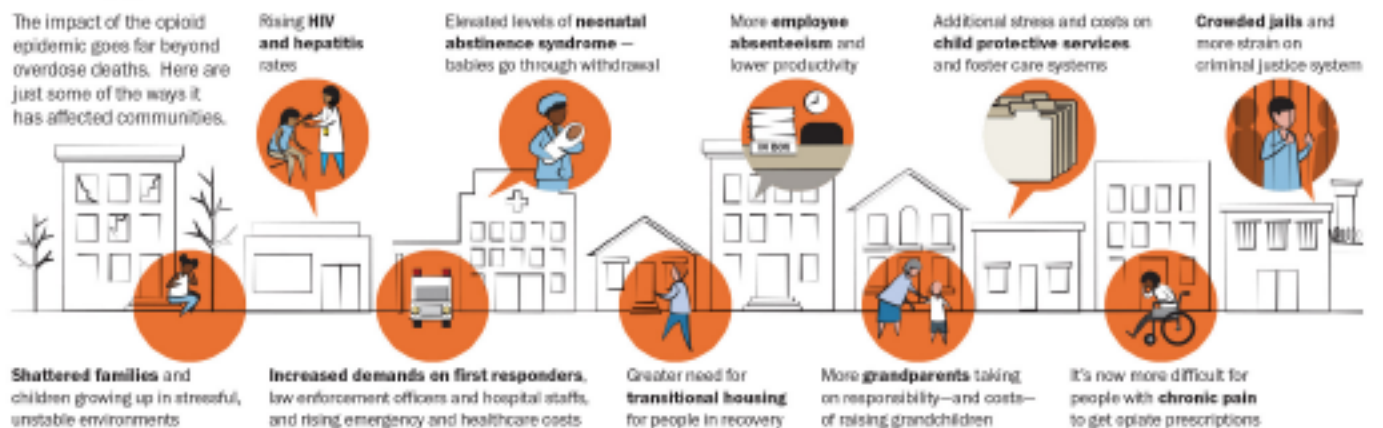 The impact of the opioid
epidemic goes far beyond
overdose deaths. Here are
just some of the ways it
has affected communities.
Rising HIV
and hepatitis
rates
Elevated levels of neonatal
abstinence syndrome —
babies go through withdrawal
More employee
absenteeism and
lower productivity
Additional stress and costs on
child protective services
and foster care systems
Crowded jails and
more strain on
criminal justice system
IN BOX
Shattered families and
children growing up in stressful,
unstable environments
Increased demands on first responders,
law enforcement officers and hospital staffs,
and rising emergency and healthcare costs
Greater need for
transitional housing
for people in recovery
More grandparents taking
on responsibility—and costs—
of raising grandchildren
It's now more difficult for
people with chronic pain
to get opiate prescriptions